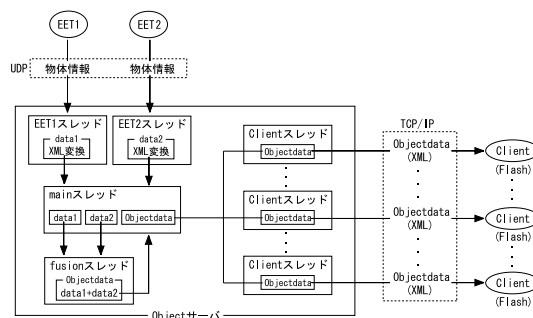 EET1
EET2
UDP
物体情報
物体情報
EET1スレッド
data1
XML変換
EET2スレッド
data2
XML変換
mainスレッド
data1
data2
Objectdata
fusionスレッド
Objectdata
data1+data2
Clientスレッド
Objectdata
Clientスレッド
Objectdata
Clientスレッド
Objectdata
Objectサーバ
TCP/IP
Objectdata
(XML)
Objectdata
(XML)
Objectdata
(XML)
Client
(Flash)
Client
(Flash)
Client
(Flash)